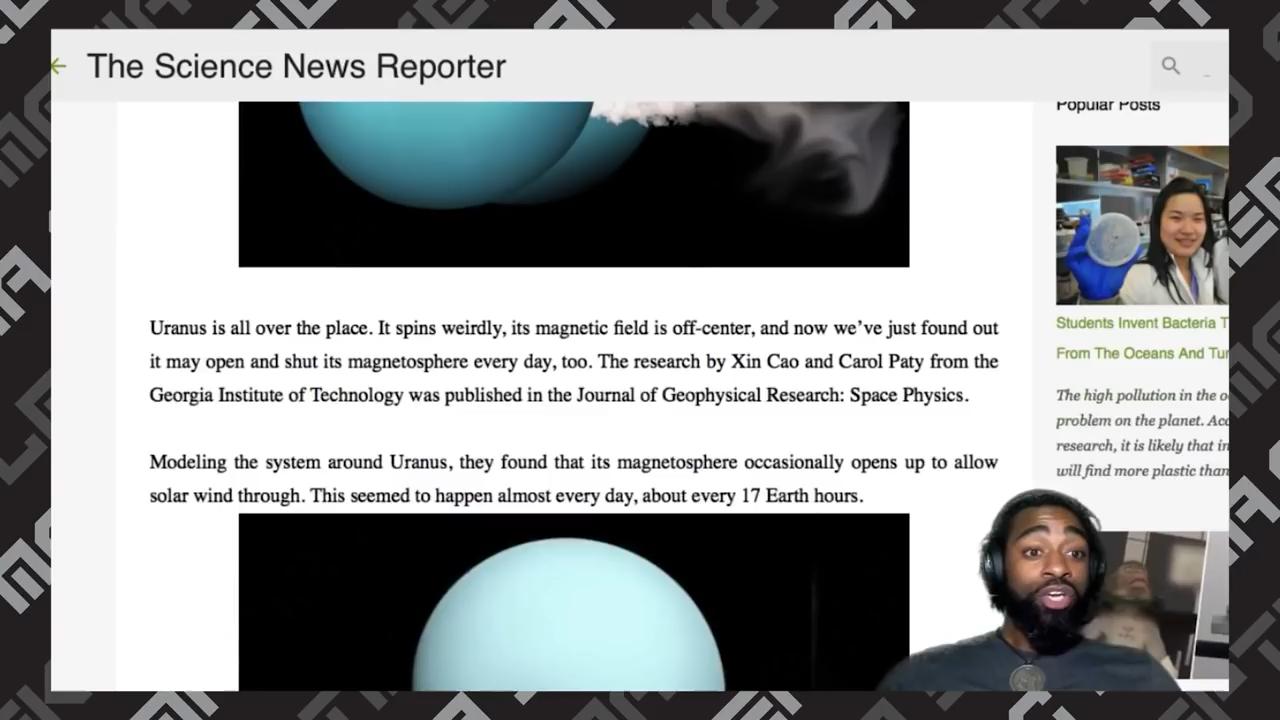 The Science News Reporter
Popular Posts
Uranus is all over the place. It spins weirdly, its magnetic field is off-center, and now we've just found out
it may open and shut its magnetosphere every day, too. The research by Xin Cao and Carol Paty from the
Georgia Institute of Technology was published in the Journal of Geophysical Research: Space Physics.
Modeling the system around Uranus, they found that its magnetosphere occasionally opens up to allow
solar wind through. This seemed to happen almost every day, about every 17 Earth hours.
Students Invent Bacteria T
From The Oceans And Tur
The high pollution in the o
problem on the planet. Acc
research, it is likely that in
will find more plastic than